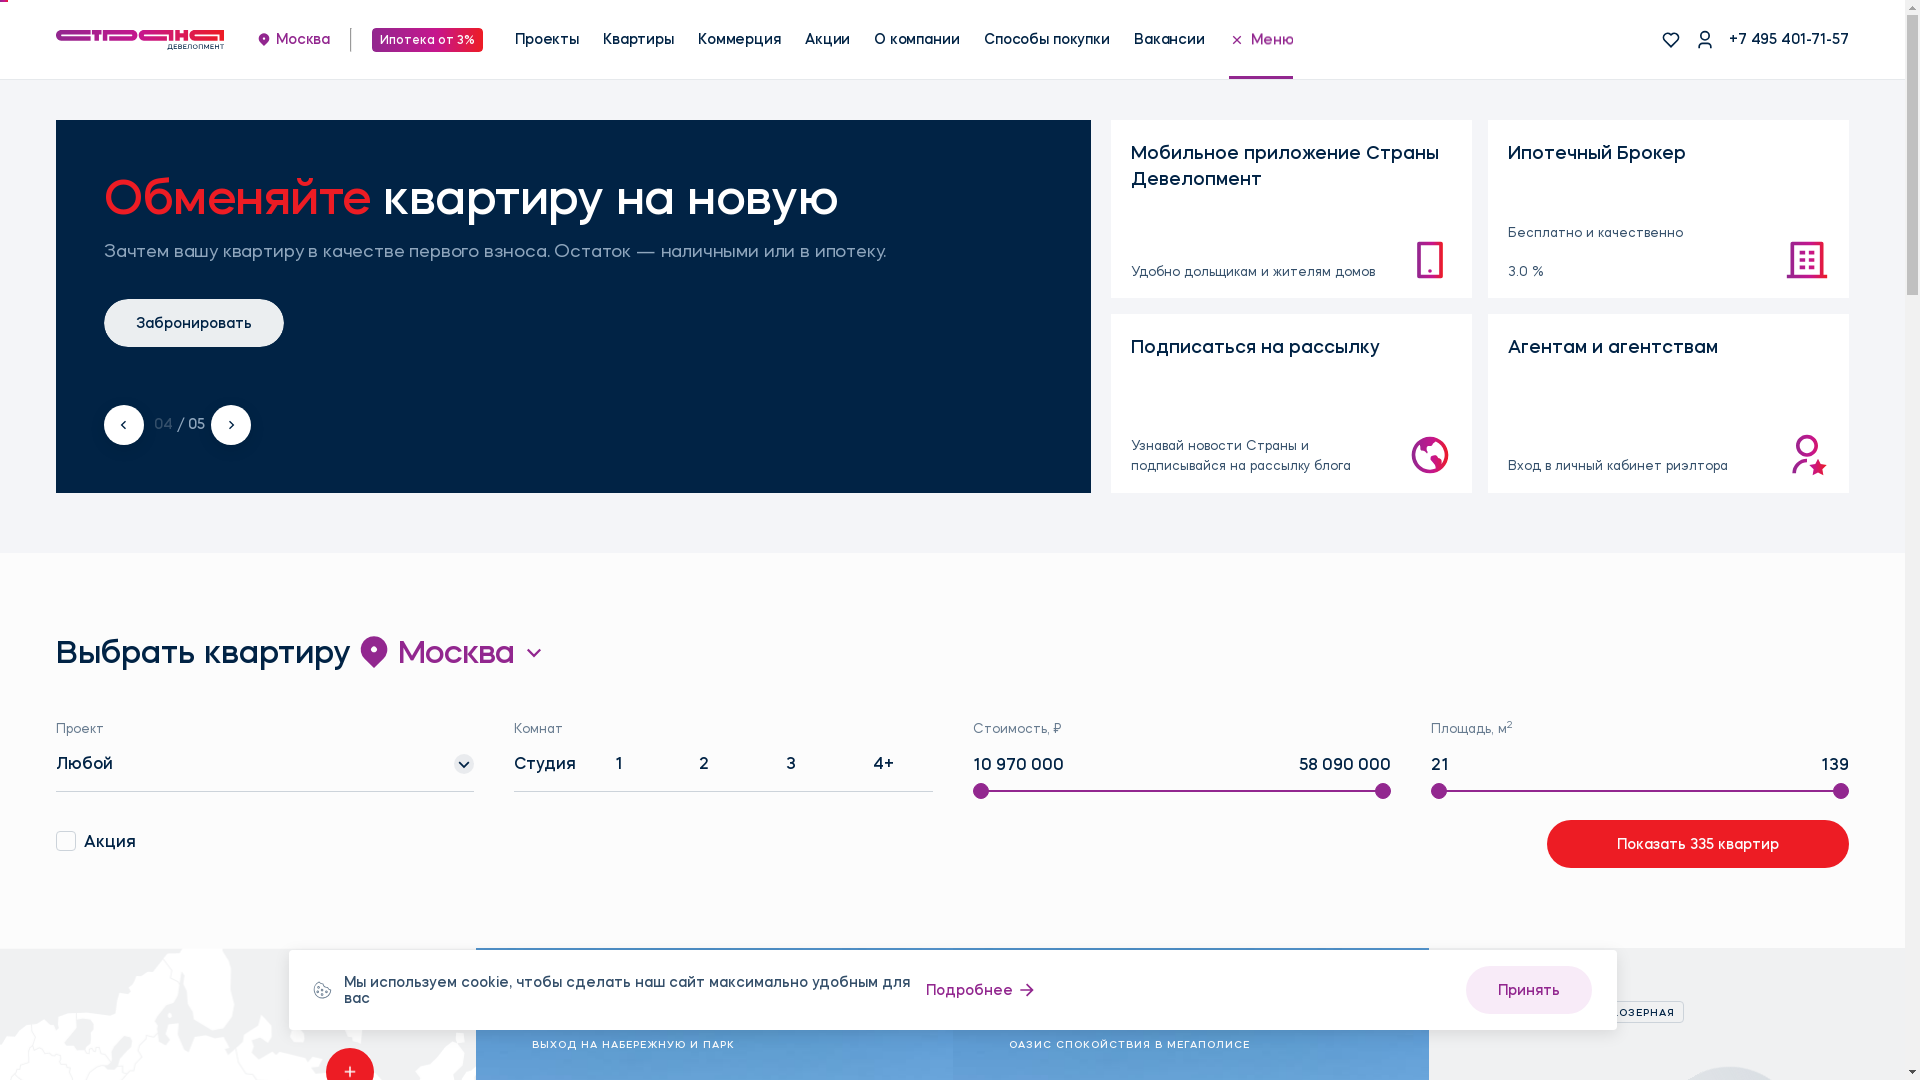 страна
ДЕВЕЛОПМЕНТ
Москва
Ипотека от 3%
Проекты
Квартиры
Коммерция
Акции
О компании
Способы покупки
Вакансии
Меню
+7 495 401-71-57
Обменяйте квартиру на новую
Зачтем вашу квартиру в качестве первого взноса. Остаток — наличными или в ипотеку.
Забронировать
04 / 05
Мобильное приложение Страны
Девелопмент
Удобно дольщикам и жителям домов
Ипотечный Брокер
Бесплатно и качественно
3.0 %
Подписаться на рассылку
Узнавай новости Страны и
подписывайся на рассылку блога
Агентам и агентствам
Вход в личный кабинет риэлтора
Выбрать квартиру Москва
Проект
Любой
Комнат
Студия 1 2 3 4+
Стоимость, ₽
10 970 000 58 090 000
Площадь, м²
21 139
Акция
Показать 335 квартир
Мы используем cookie, чтобы сделать наш сайт максимально удобным для
вас
Подробнее
Принять
ВЫХОД НА НАБЕРЕЖНУЮ И ПАРК
ОАЗИС СПОКОЙСТВИЯ В МЕГАПОЛИСЕ